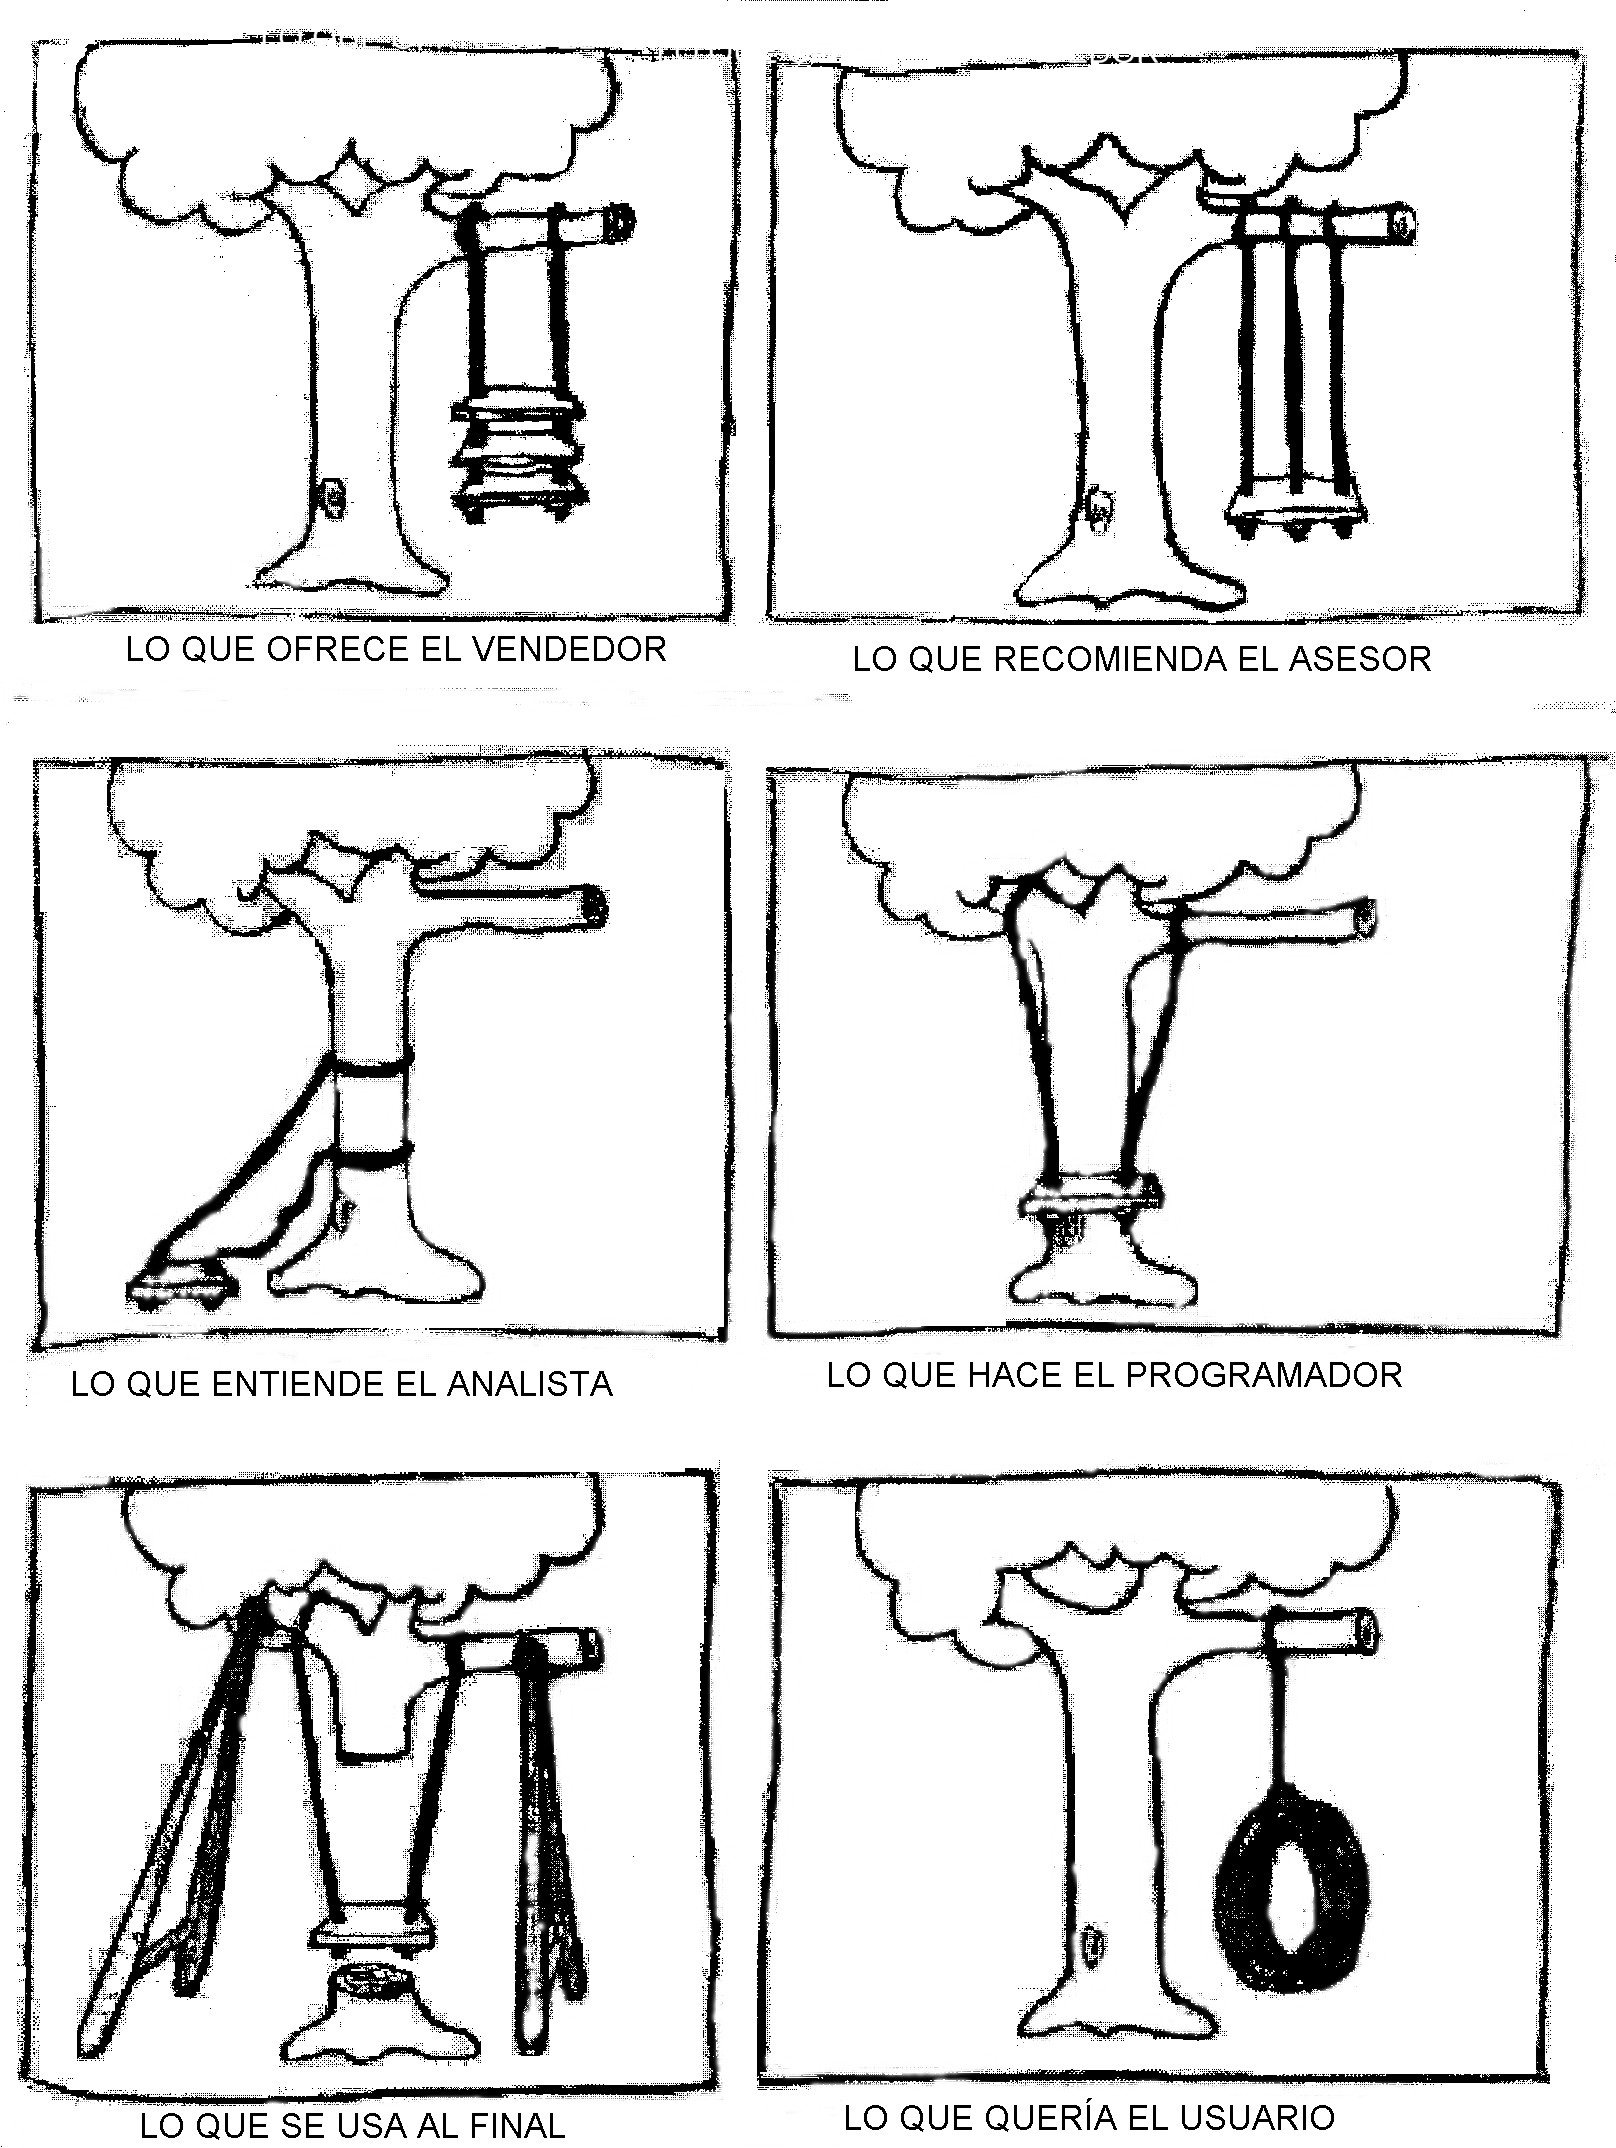 LO QUE OFRECE EL VENDEDOR
LO QUE RECOMIENDA EL ASESOR
LO QUE ENTIENDE EL ANALISTA
LO QUE HACE EL PROGRAMADOR
LO QUE SE USA AL FINAL
LO QUE QUERÍA EL USUARIO